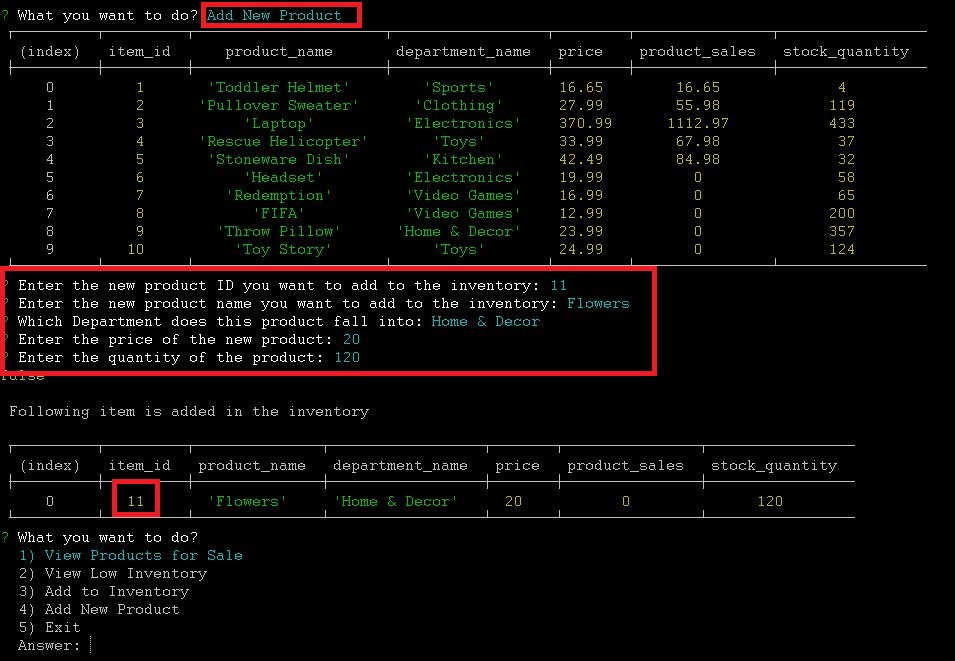 ? What you want to do? Add New Product
(index) item_id product_name department_name price product_sales stock_quantity
0 1 'Toddler Helmet' 'Sports' 16.65 16.65 4
1 2 'Pullover Sweater' 'Clothing' 27.99 55.98 119
2 3 'Laptop' 'Electronics' 370.99 1112.97 433
3 4 'Rescue Helicopter' 'Toys' 33.99 67.98 37
4 5 'Stoneware Dish' 'Kitchen' 42.49 84.98 32
5 6 'Headset' 'Electronics' 19.99 0 58
6 7 'Redemption' 'Video Games' 16.99 0 65
7 8 'FIFA' 'Video Games' 12.99 0 200
8 9 'Throw Pillow' 'Home & Decor' 23.99 0 357
9 10 'Toy Story' 'Toys' 24.99 0 124
? Enter the new product ID you want to add to the inventory: 11
? Enter the new product name you want to add to the inventory: Flowers
? Which Department does this product fall into: Home & Decor
? Enter the price of the new product: 20
? Enter the quantity of the product: 120
false
Following item is added in the inventory
(index) item_id product_name department_name price product_sales stock_quantity
0 11 'Flowers' 'Home & Decor' 20 0 120
? What you want to do?
1) View Products for Sale
2) View Low Inventory
3) Add to Inventory
4) Add New Product
5) Exit
Answer: